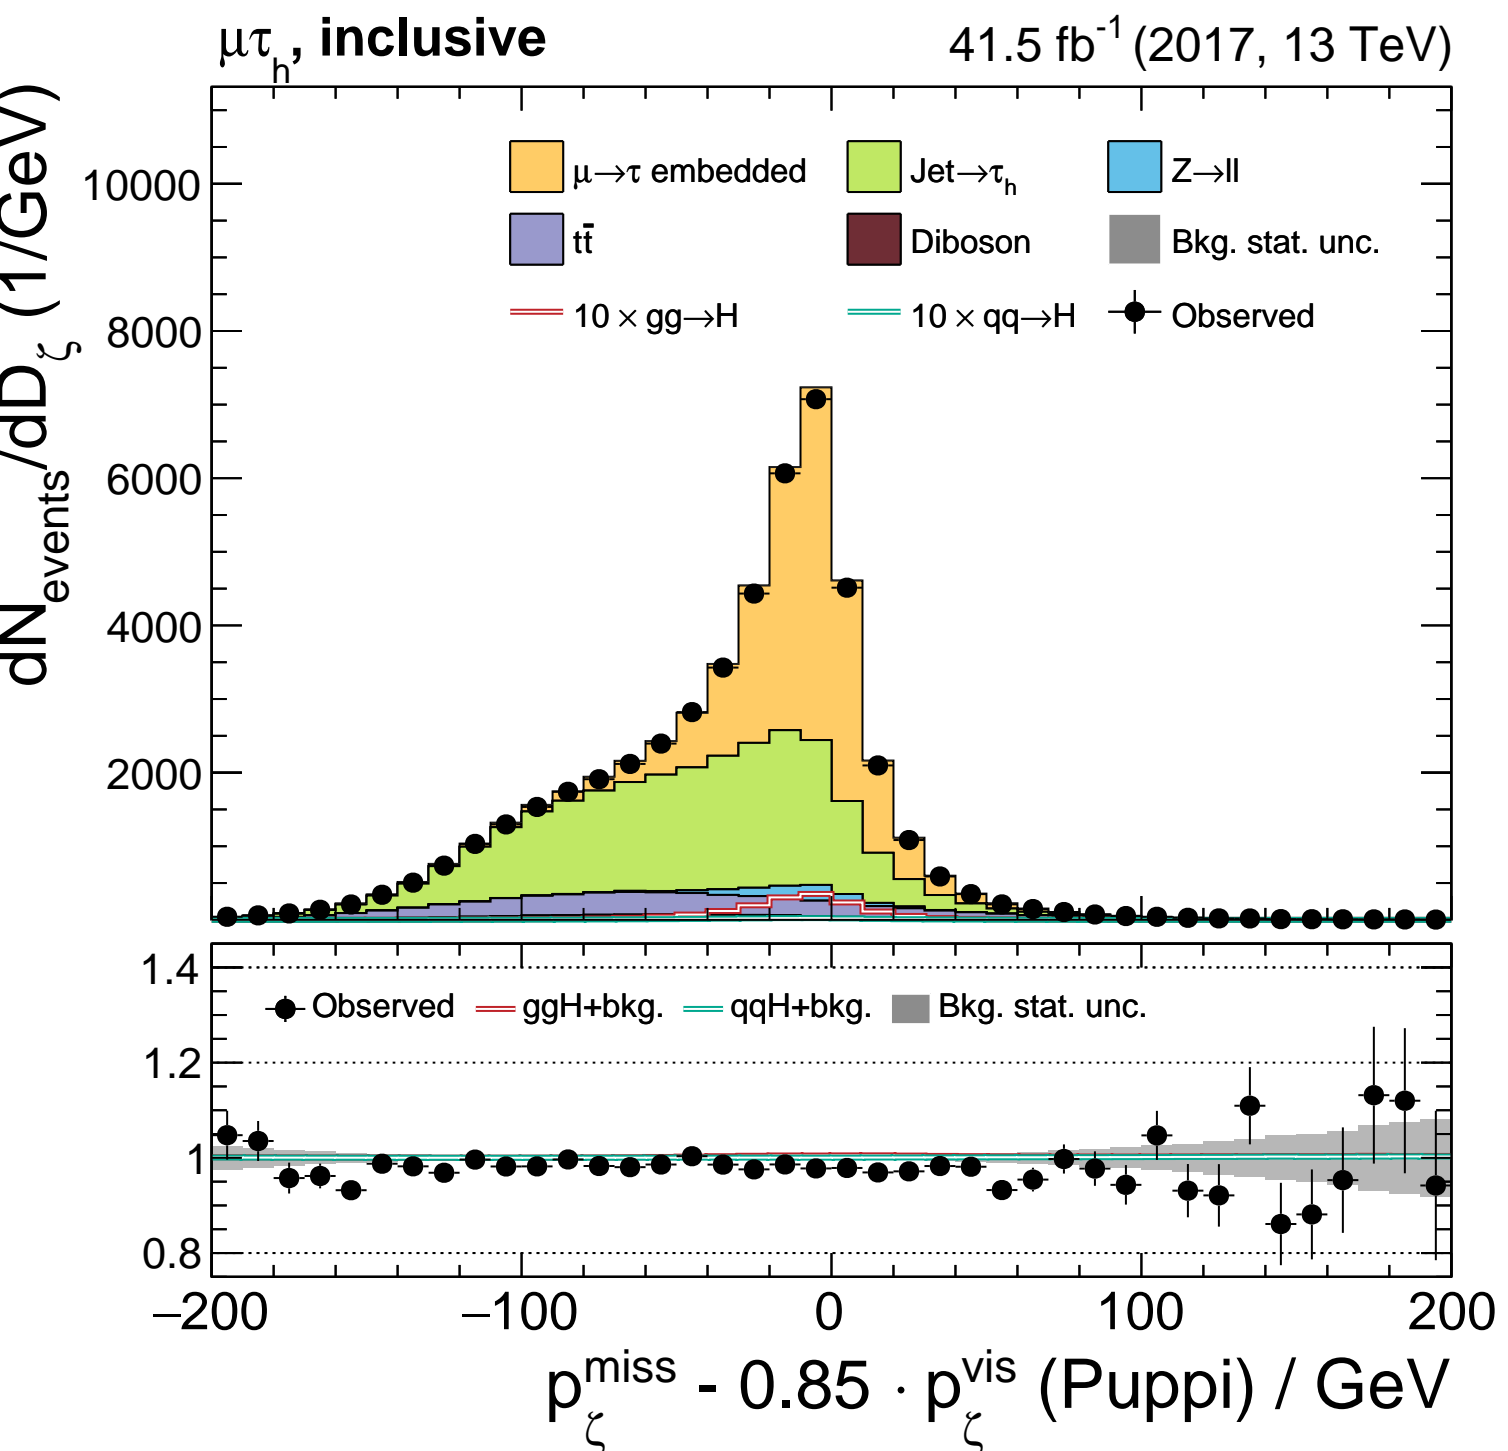 μτh, inclusive 41.5 fb-1 (2017, 13 TeV)
dNevents/dDζ (1/GeV)
μ→τ embedded Jet→τh Z→ll
tt̄ Diboson Bkg. stat. unc.
10 × gg→H 10 × qq→H Observed
10000
8000
6000
4000
2000
Observed ggH+bkg. qqH+bkg. Bkg. stat. unc.
1.4
1.2
1
0.8
−200 −100 0 100 200
pζmiss - 0.85 · pζvis (Puppi) / GeV